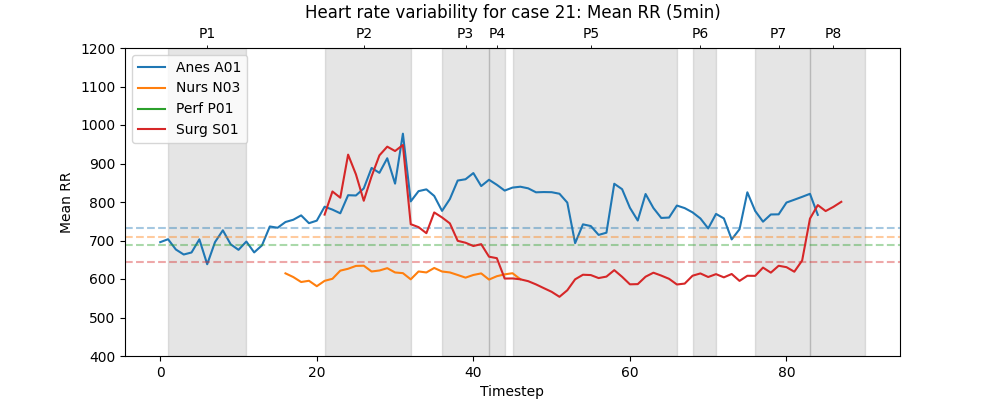 Heart rate variability for case 21: Mean RR (5min)
P1 P2 P3 P4 P5 P6 P7 P8
1200
1100
1000
900
800
700
600
500
400
Mean RR
Anes A01
Nurs N03
Perf P01
Surg S01
0 20 40 60 80
Timestep